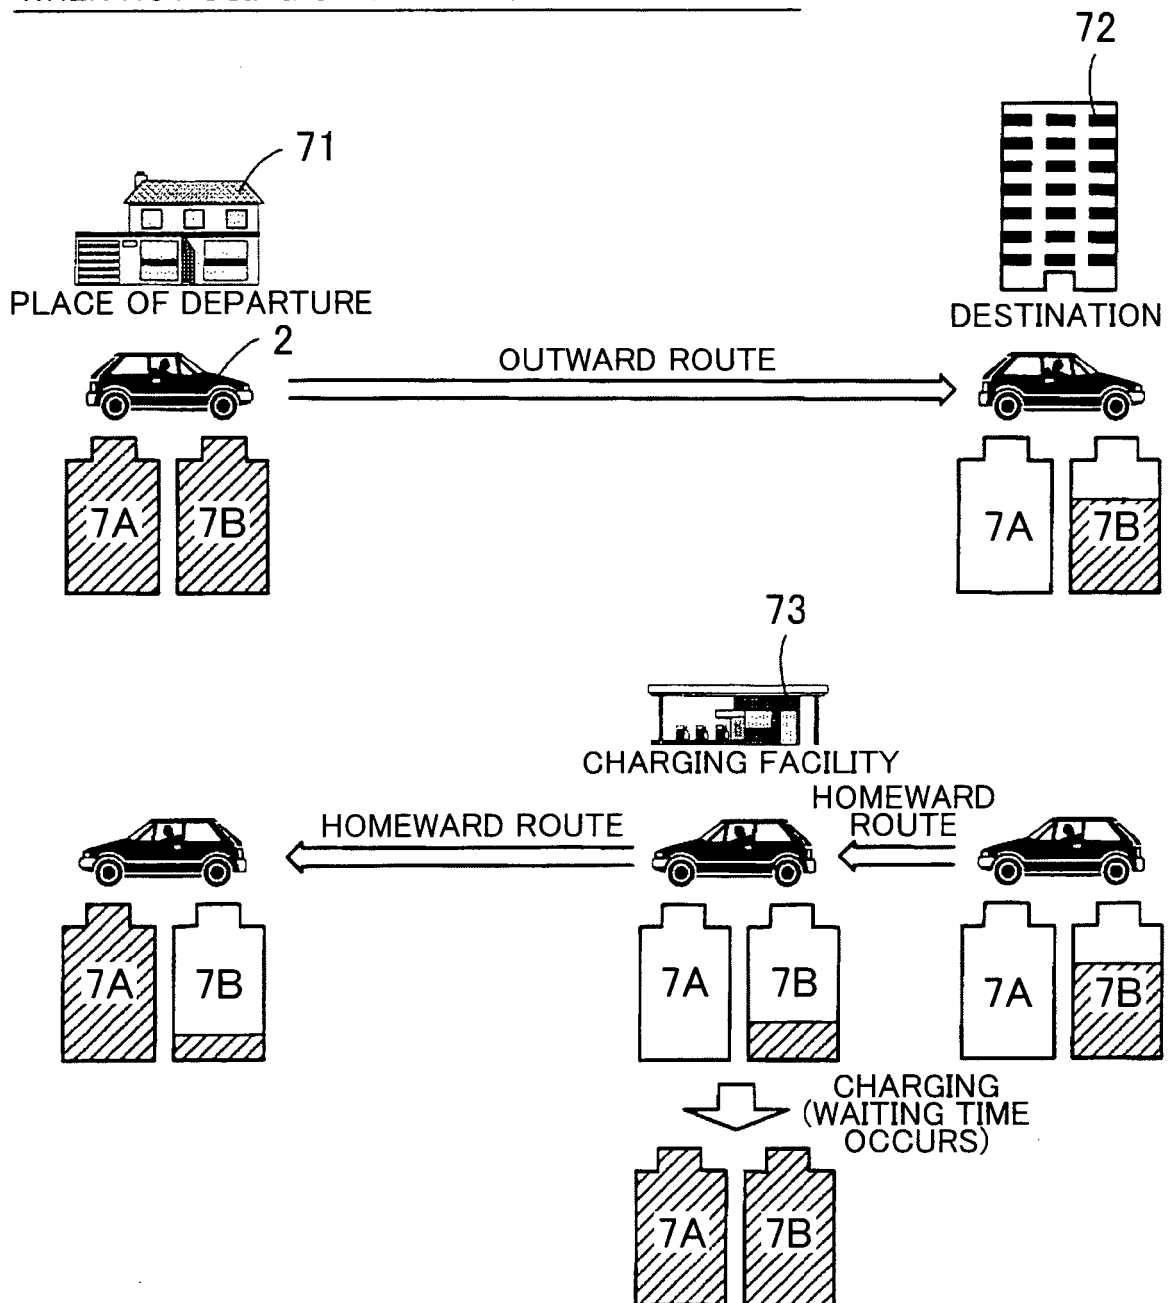 72
71
PLACE OF DEPARTURE
DESTINATION
2
OUTWARD ROUTE
7A
7B
7A
7B
73
CHARGING FACILITY
HOMEWARD ROUTE
HOMEWARD
ROUTE
7A
7B
7A
7B
7A
7B
CHARGING
(WAITING TIME
OCCURS)
7A
7B